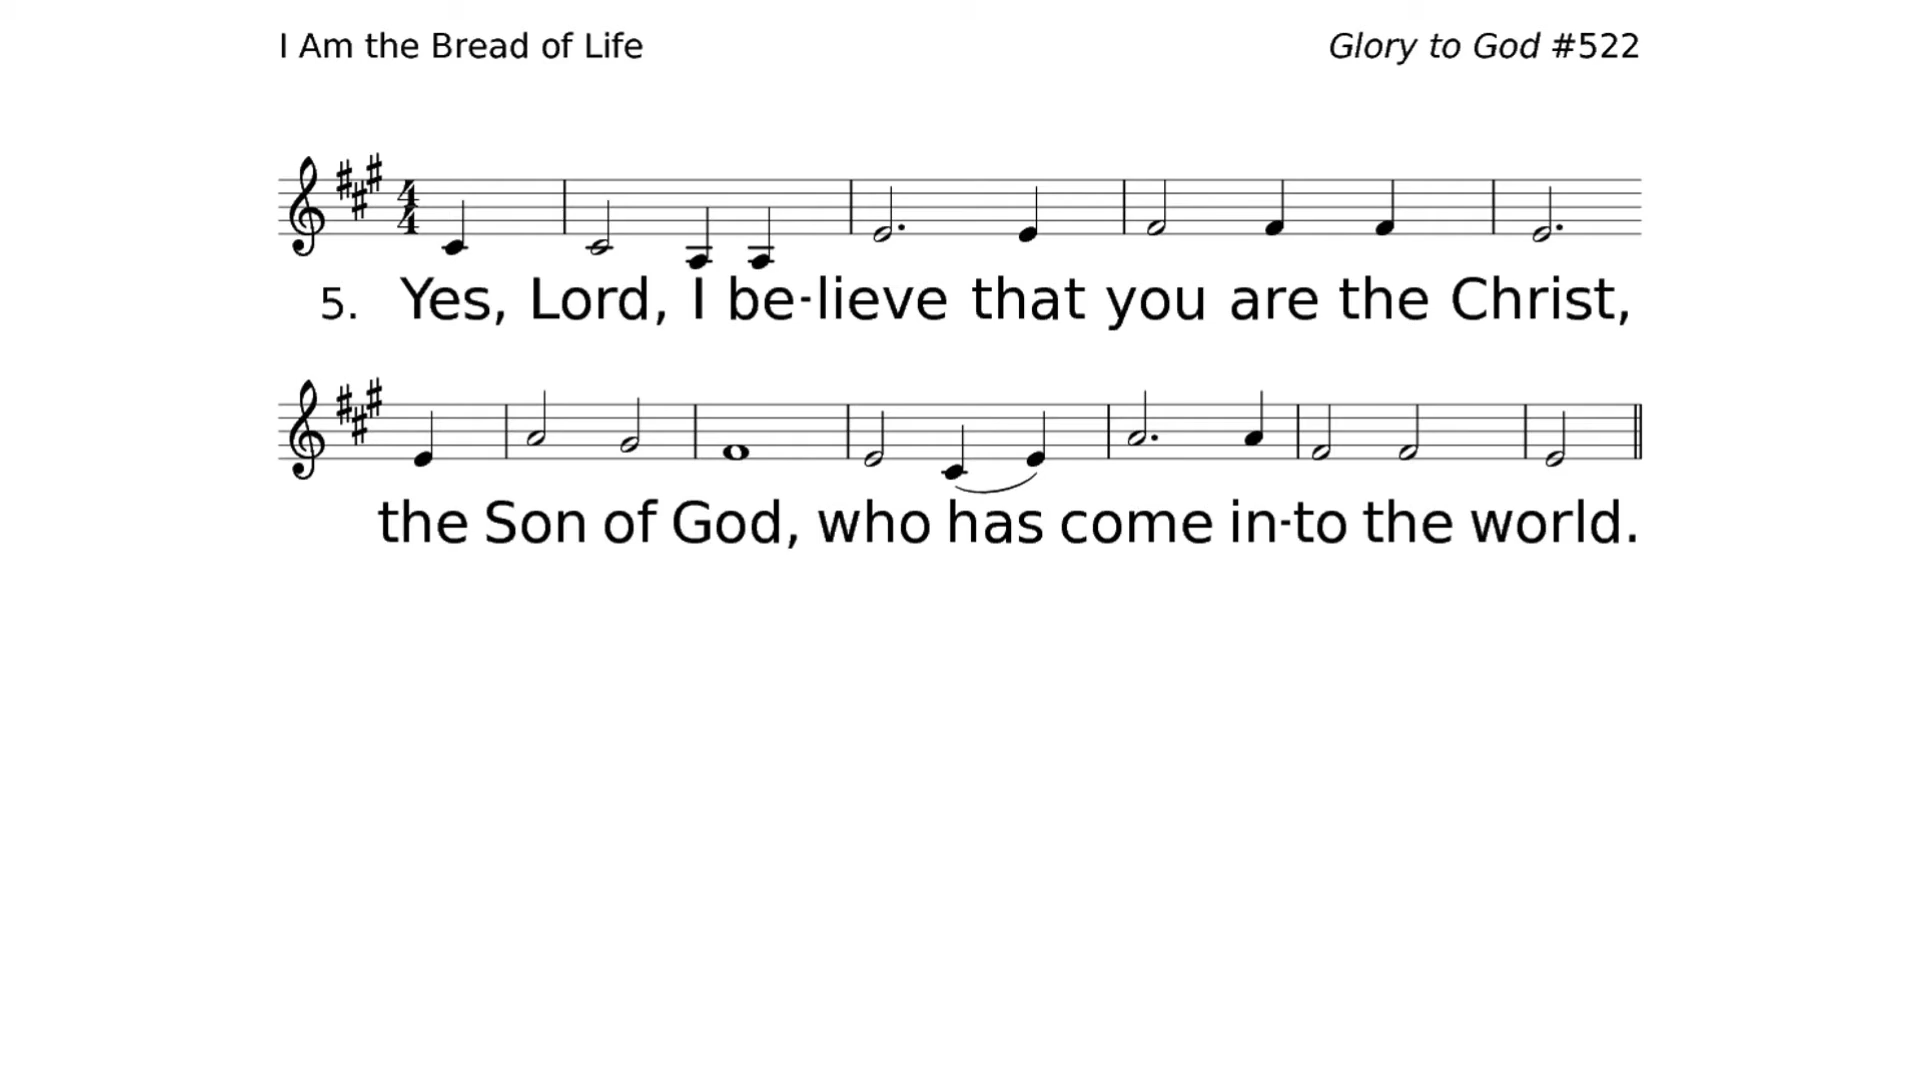 I Am the Bread of Life
Glory to God #522
5. Yes, Lord, I be-lieve that you are the Christ,
the Son of God, who has come in-to the world.